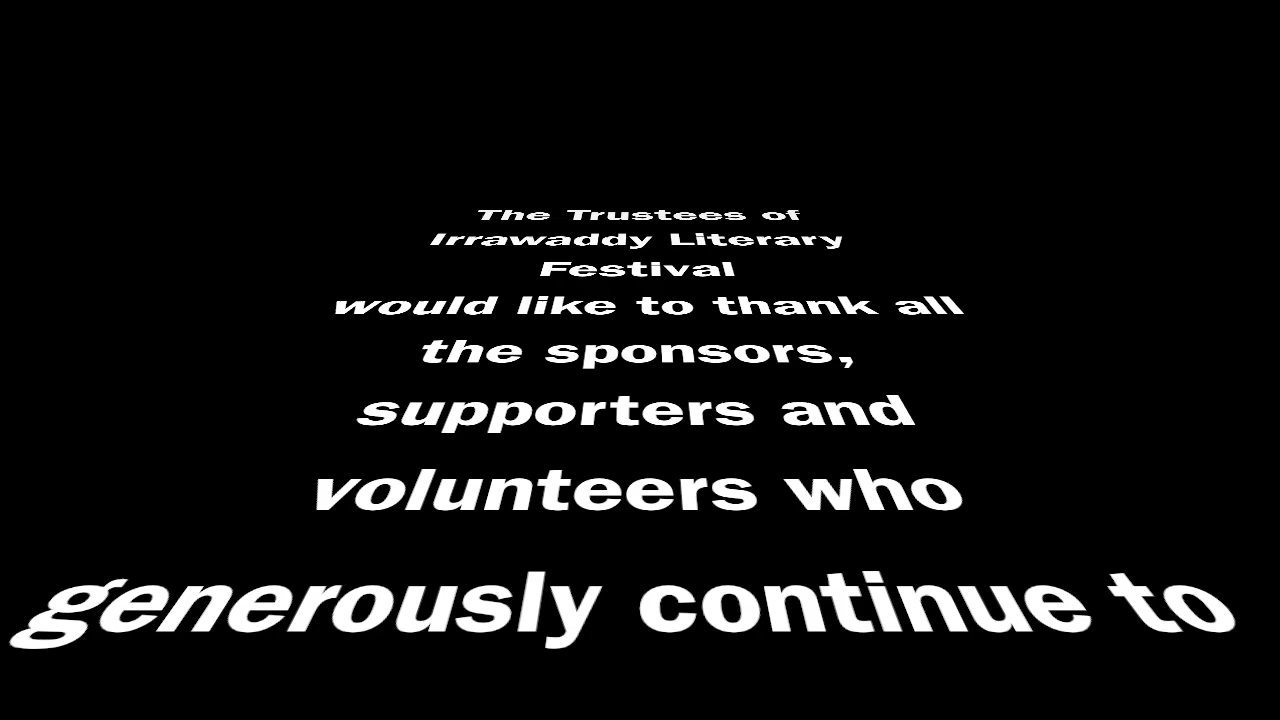 The Trustees of
Irrawaddy Literary
Festival
would like to thank all
the sponsors,
supporters and
volunteers who
generously continue to